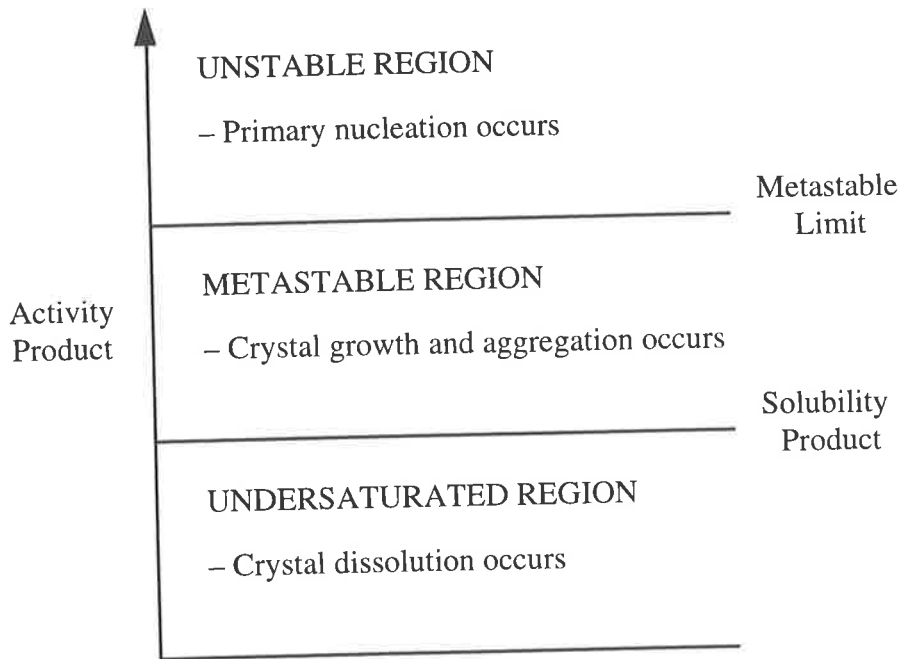 UNSTABLE REGION
– Primary nucleation occurs
Metastable
Limit
METASTABLE REGION
Activity
Product
– Crystal growth and aggregation occurs
Solubility
Product
UNDERSATURATED REGION
– Crystal dissolution occurs